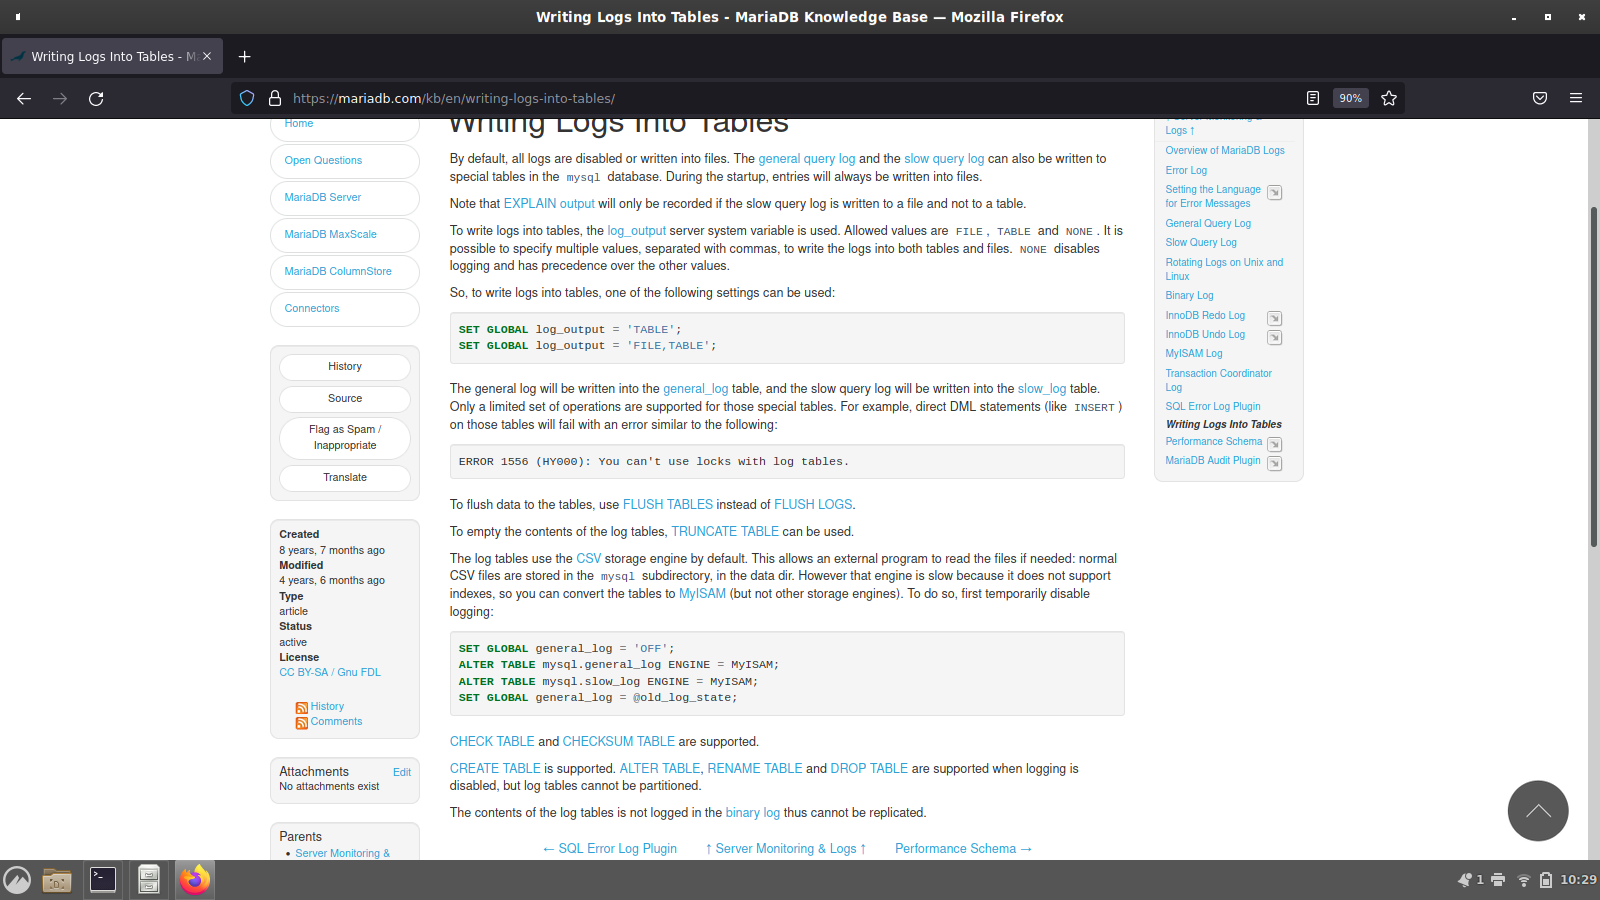 Writing Logs Into Tables - MariaDB Knowledge Base — Mozilla Firefox
Writing Logs Into Tables - M
https://mariadb.com/kb/en/writing-logs-into-tables/
90%
Home
Open Questions
MariaDB Server
MariaDB MaxScale
MariaDB ColumnStore
Connectors
History
Source
Flag as Spam /
Inappropriate
Translate
Created
8 years, 7 months ago
Modified
4 years, 6 months ago
Type
article
Status
active
License
CC BY-SA / Gnu FDL
History
Comments
Attachments Edit
No attachments exist
Parents
• Server Monitoring &
Writing Logs Into Tables
By default, all logs are disabled or written into files. The general query log and the slow query log can also be written to
special tables in the mysql database. During the startup, entries will always be written into files.
Note that EXPLAIN output will only be recorded if the slow query log is written to a file and not to a table.
To write logs into tables, the log_output server system variable is used. Allowed values are FILE, TABLE and NONE. It is
possible to specify multiple values, separated with commas, to write the logs into both tables and files. NONE disables
logging and has precedence over the other values.
So, to write logs into tables, one of the following settings can be used:
SET GLOBAL log_output = 'TABLE';
SET GLOBAL log_output = 'FILE,TABLE';
The general log will be written into the general_log table, and the slow query log will be written into the slow_log table.
Only a limited set of operations are supported for those special tables. For example, direct DML statements (like INSERT)
on those tables will fail with an error similar to the following:
ERROR 1556 (HY000): You can't use locks with log tables.
To flush data to the tables, use FLUSH TABLES instead of FLUSH LOGS.
To empty the contents of the log tables, TRUNCATE TABLE can be used.
The log tables use the CSV storage engine by default. This allows an external program to read the files if needed: normal
CSV files are stored in the mysql subdirectory, in the data dir. However that engine is slow because it does not support
indexes, so you can convert the tables to MyISAM (but not other storage engines). To do so, first temporarily disable
logging:
SET GLOBAL general_log = 'OFF';
ALTER TABLE mysql.general_log ENGINE = MyISAM;
ALTER TABLE mysql.slow_log ENGINE = MyISAM;
SET GLOBAL general_log = @old_log_state;
CHECK TABLE and CHECKSUM TABLE are supported.
CREATE TABLE is supported. ALTER TABLE, RENAME TABLE and DROP TABLE are supported when logging is
disabled, but log tables cannot be partitioned.
The contents of the log tables is not logged in the binary log thus cannot be replicated.
← SQL Error Log Plugin ↑ Server Monitoring & Logs ↑ Performance Schema →
↑ Server Monitoring &
Logs ↑
Overview of MariaDB Logs
Error Log
Setting the Language
for Error Messages
General Query Log
Slow Query Log
Rotating Logs on Unix and
Linux
Binary Log
InnoDB Redo Log
InnoDB Undo Log
MyISAM Log
Transaction Coordinator
Log
SQL Error Log Plugin
Writing Logs Into Tables
Performance Schema
MariaDB Audit Plugin
1 10:29